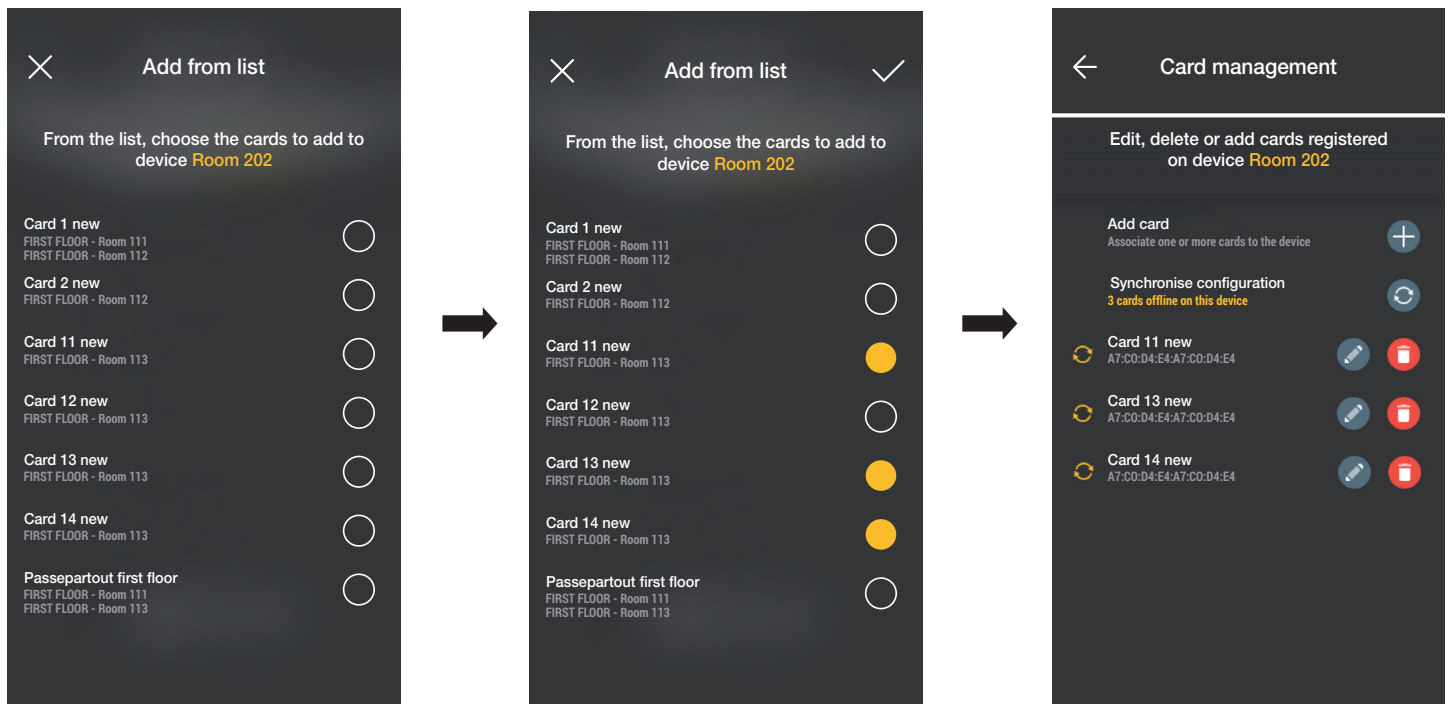 Add from list
From the list, choose the cards to add to
device Room 202
Card 1 new
FIRST FLOOR - Room 111
FIRST FLOOR - Room 112
Card 2 new
FIRST FLOOR - Room 112
Card 11 new
FIRST FLOOR - Room 113
Card 12 new
FIRST FLOOR - Room 113
Card 13 new
FIRST FLOOR - Room 113
Card 14 new
FIRST FLOOR - Room 113
Passepartout first floor
FIRST FLOOR - Room 111
FIRST FLOOR - Room 113
Add from list
From the list, choose the cards to add to
device Room 202
Card 1 new
FIRST FLOOR - Room 111
FIRST FLOOR - Room 112
Card 2 new
FIRST FLOOR - Room 112
Card 11 new
FIRST FLOOR - Room 113
Card 12 new
FIRST FLOOR - Room 113
Card 13 new
FIRST FLOOR - Room 113
Card 14 new
FIRST FLOOR - Room 113
Passepartout first floor
FIRST FLOOR - Room 111
FIRST FLOOR - Room 113
Card management
Edit, delete or add cards registered
on device Room 202
Add card
Associate one or more cards to the device
Synchronise configuration
3 cards offline on this device
Card 11 new
A7:C0:D4:E4:A7:C0:D4:E4
Card 13 new
A7:C0:D4:E4:A7:C0:D4:E4
Card 14 new
A7:C0:D4:E4:A7:C0:D4:E4